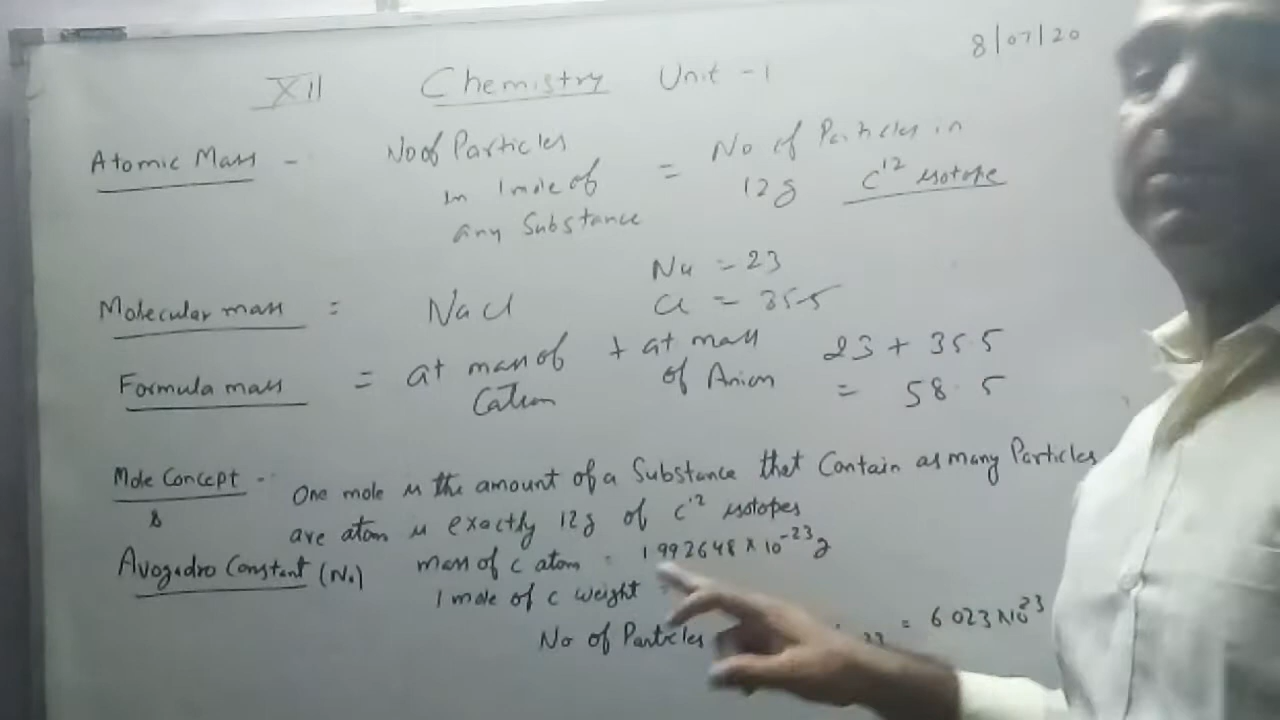 8/07/20
XII Chemistry Unit - 1
Atomic Mass - No of Particles in 1 mole of any Substance = No of Particles in 12g C¹² isotope
Molecular mass = NaCl Na = 23
Cl = 35.5
Formula mass = at mass of Cation + at mass of Anion 23 + 35.5
= 58.5
Mole Concept - One mole is the amount of a Substance that Contain as many Particles
& are atom is exactly 12g of C¹² isotopes
Avogadro Constant (N₀) mass of C atom = 1992648 × 10⁻²³g
1 mole of C weight
No of Particles = 6.023×10²³